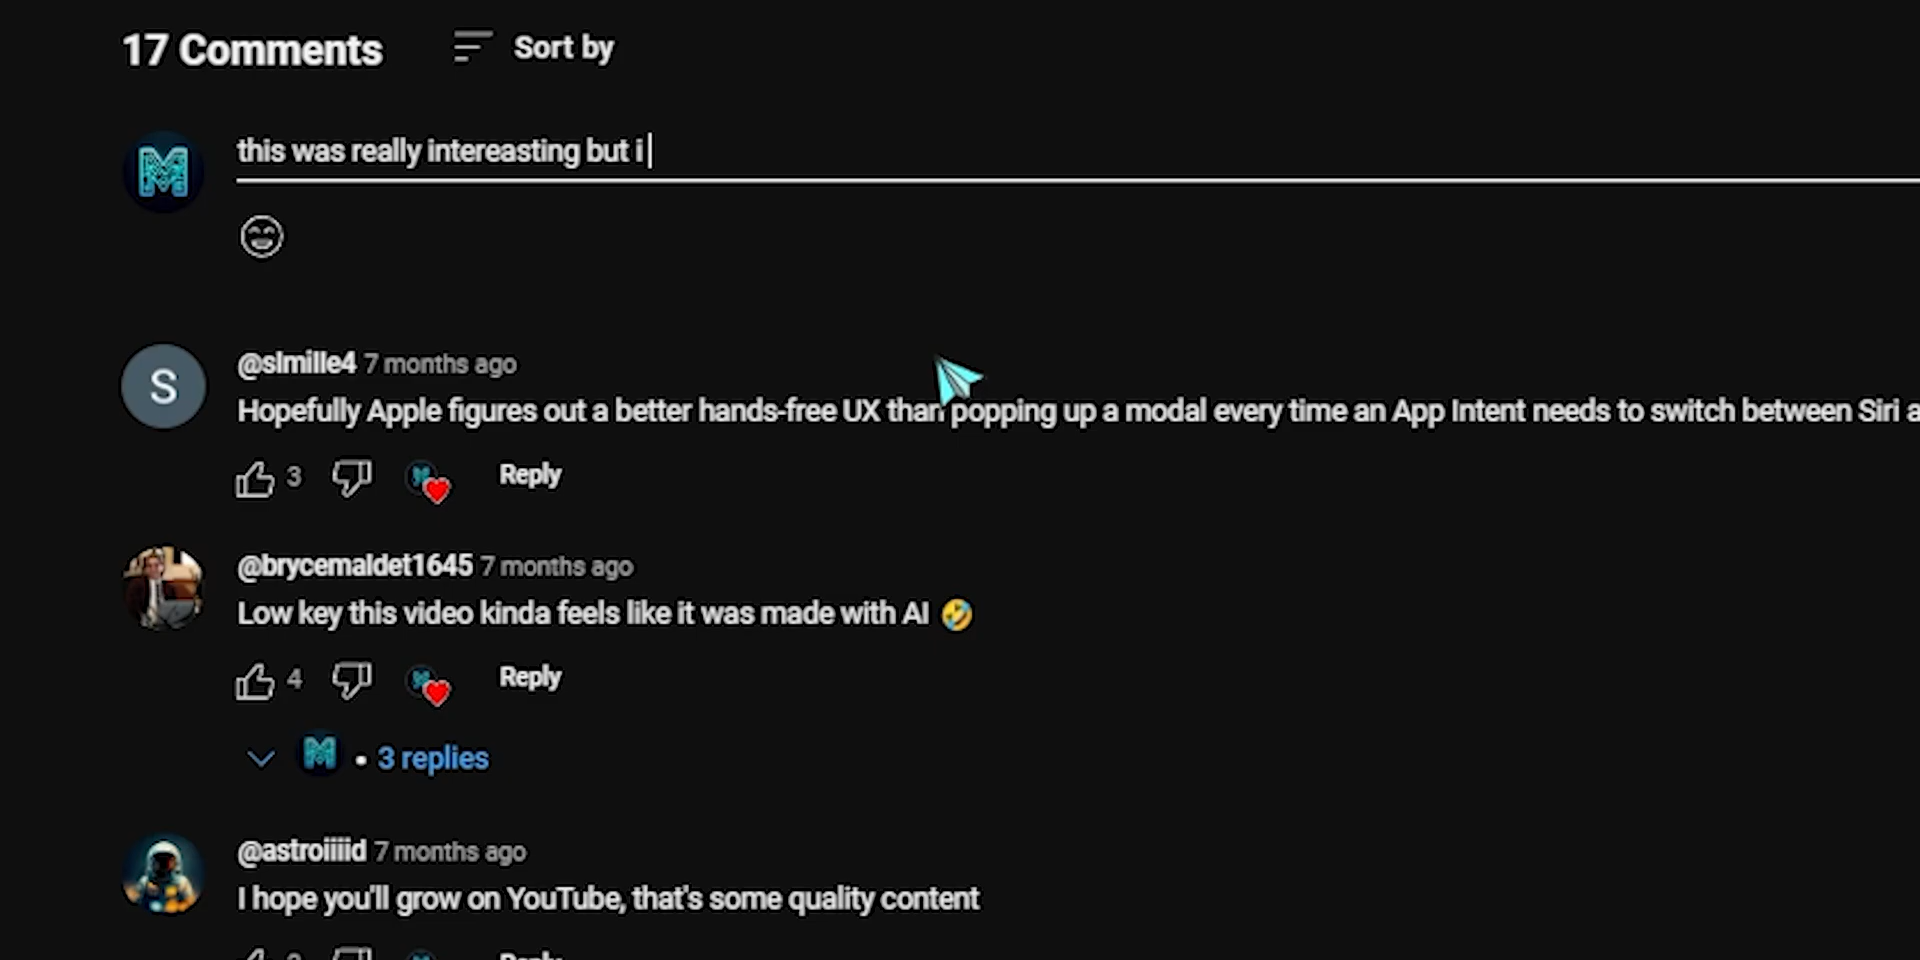 17 Comments
Sort by
this was really intereasting but i
@slmille4 7 months ago
Hopefully Apple figures out a better hands-free UX than popping up a modal every time an App Intent needs to switch between Siri a
3
Reply
@brycemaldet1645 7 months ago
Low key this video kinda feels like it was made with AI 🤣
4
Reply
3 replies
@astroiiiid 7 months ago
I hope you'll grow on YouTube, that's some quality content